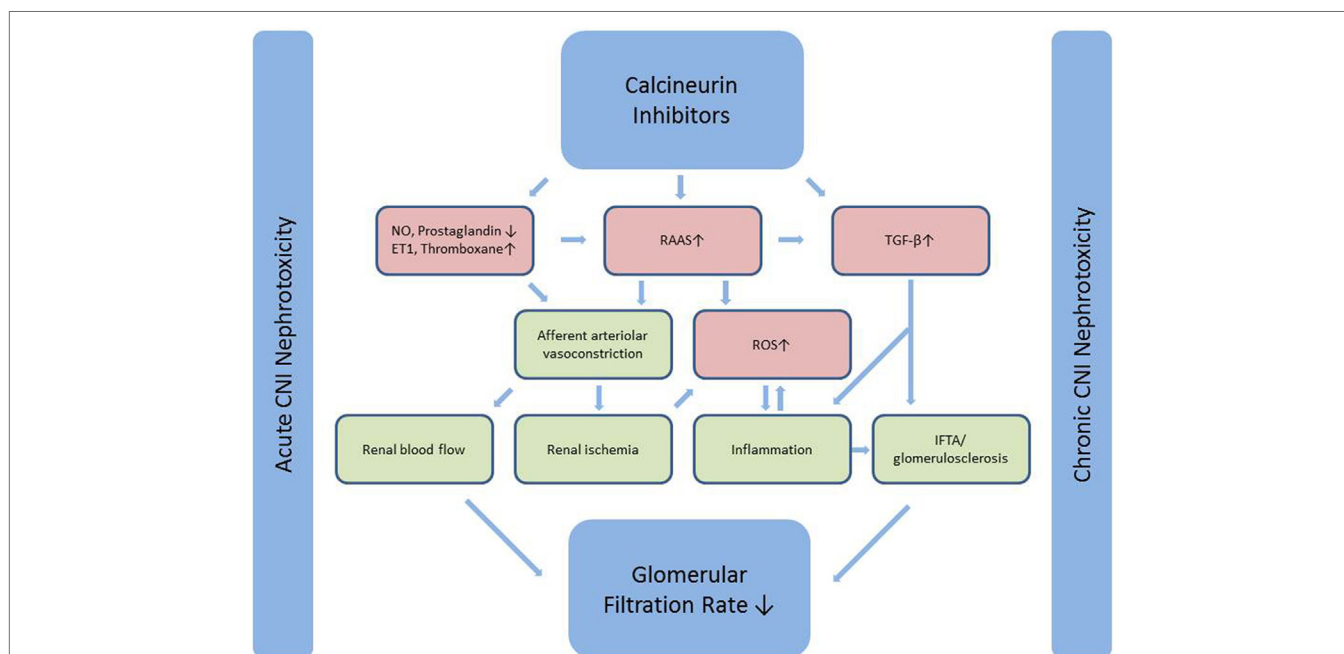 Calcineurin
Inhibitors
Acute CNI Nephrotoxicity
Chronic CNI Nephrotoxicity
NO, Prostaglandin ↓
ET1, Thromboxane↑
RAAS↑
TGF-β↑
Afferent arteriolar
vasoconstriction
ROS↑
Renal blood flow
Renal ischemia
Inflammation
IFTA/
glomerulosclerosis
Glomerular
Filtration Rate ↓